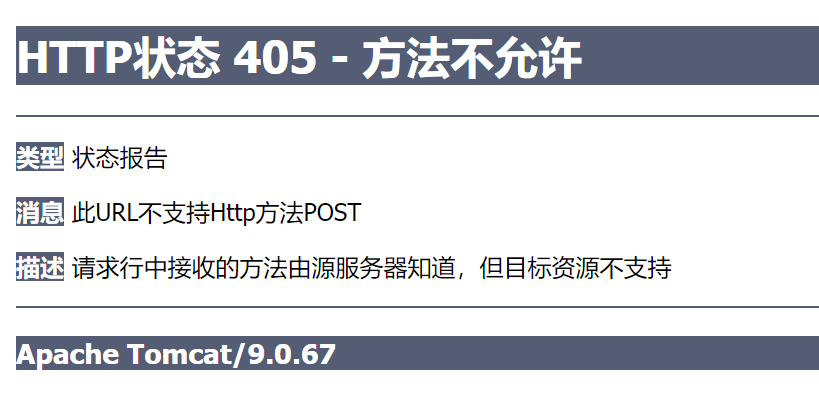 HTTP状态 405 - 方法不允许
类型 状态报告
消息 此URL不支持Http方法POST
描述 请求行中接收的方法由源服务器知道，但目标资源不支持
Apache Tomcat/9.0.67